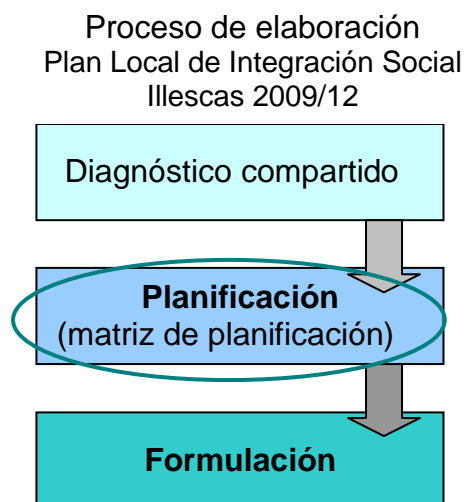 Proceso de elaboración
Plan Local de Integración Social
Illescas 2009/12
Diagnóstico compartido
Planificación
(matriz de planificación)
Formulación